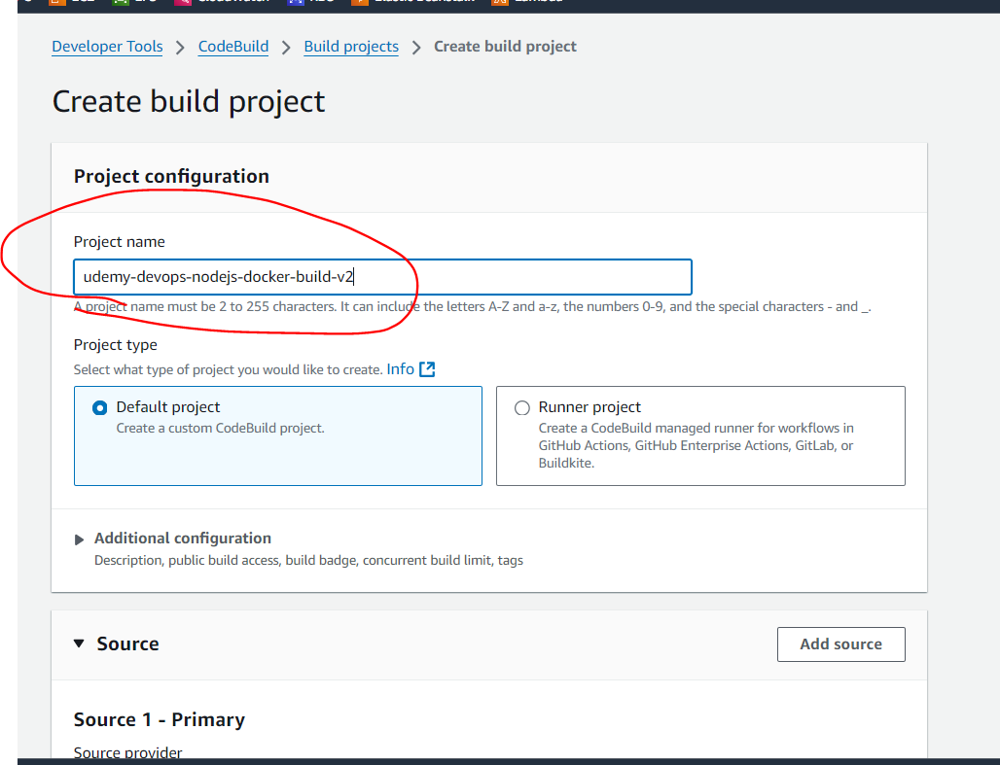 Developer Tools > CodeBuild > Build projects > Create build project
Create build project
Project configuration
Project name
udemy-devops-nodejs-docker-build-v2
A project name must be 2 to 255 characters. It can include the letters A-Z and a-z, the numbers 0-9, and the special characters - and _.
Project type
Select what type of project you would like to create. Info
Default project
Create a custom CodeBuild project.
Runner project
Create a CodeBuild managed runner for workflows in
GitHub Actions, GitHub Enterprise Actions, GitLab, or
Buildkite.
Additional configuration
Description, public build access, build badge, concurrent build limit, tags
Source
Add source
Source 1 - Primary
Source provider